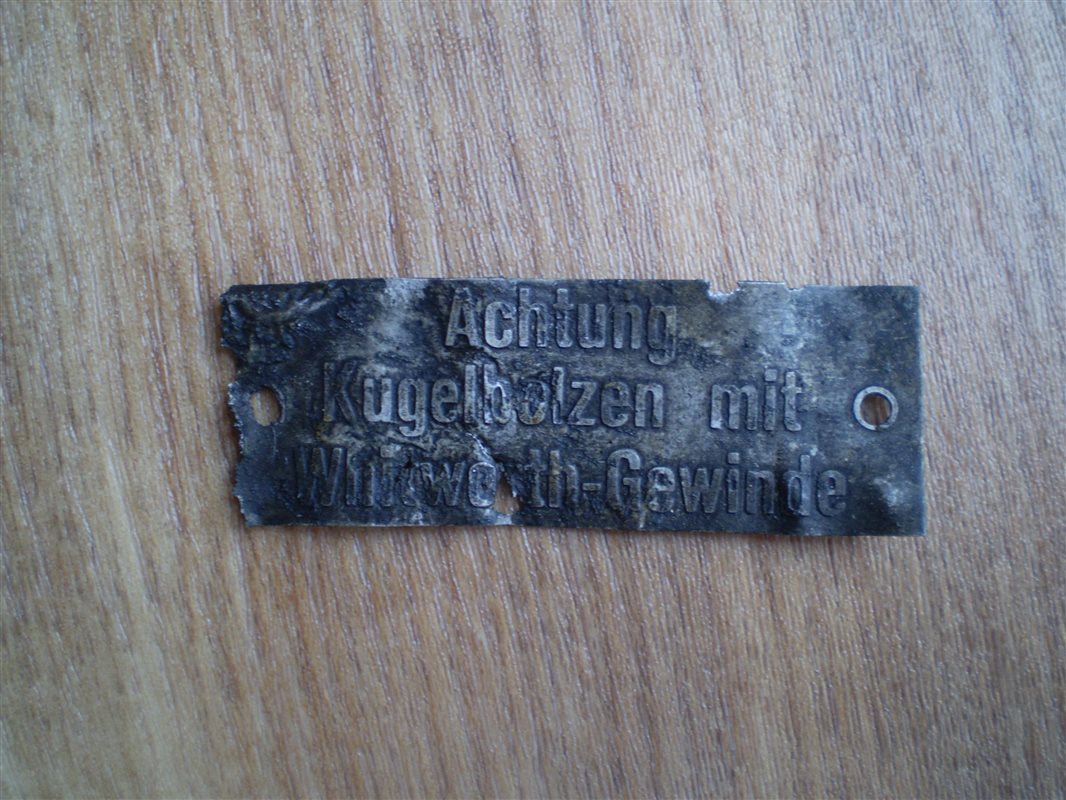 Achtung
Kugelbolzen mit
Whitworth-Gewinde